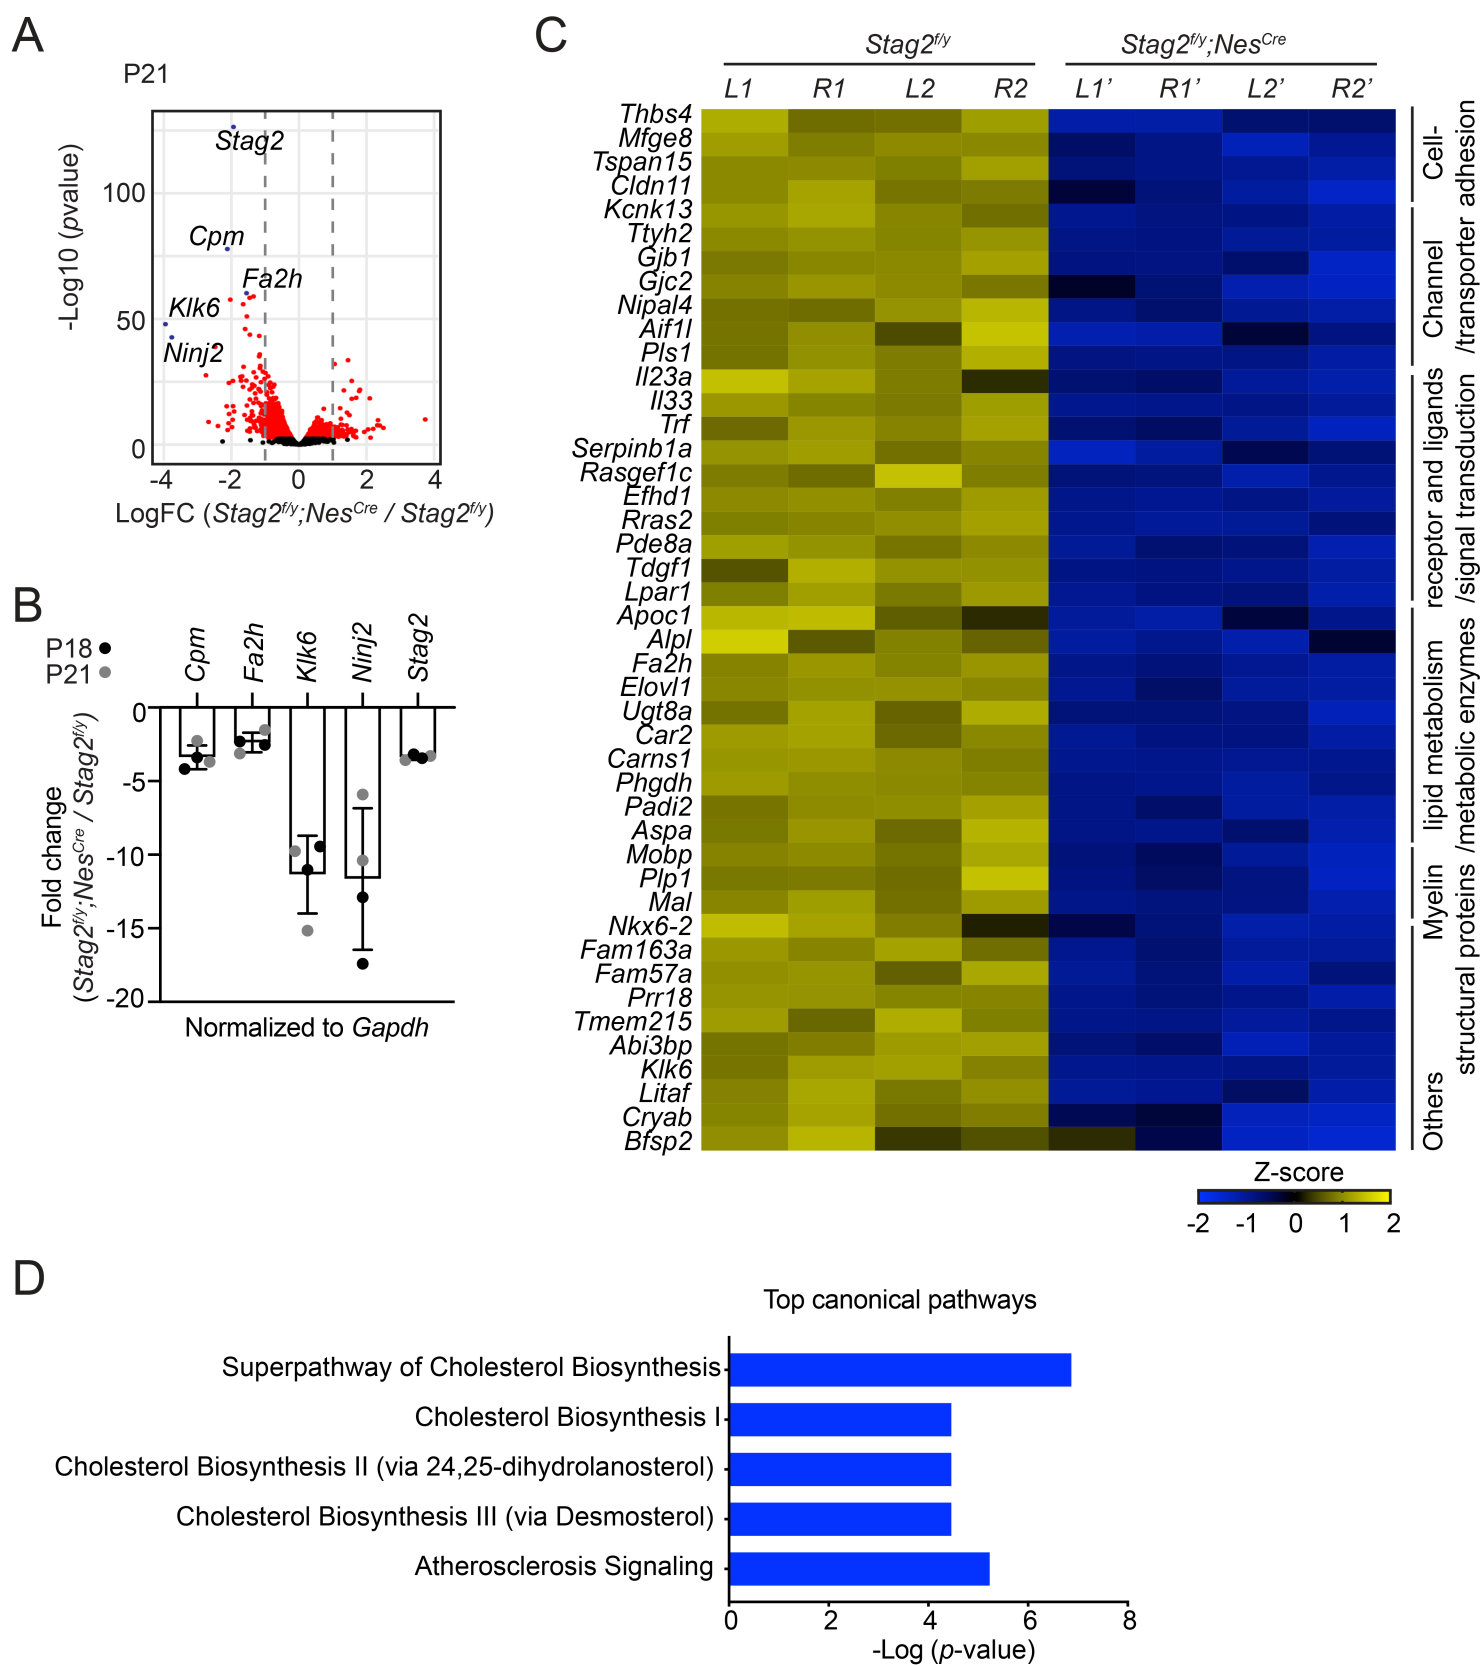 A
P21
-Log10 (pvalue)
100
50
0
Stag2
Cpm
Fa2h
Klk6
Ninj2
-4 -2 0 2 4
LogFC (Stag2f/y;NesCre / Stag2f/y)
B
P18
P21
Cpm
Fa2h
Klk6
Ninj2
Stag2
Fold change
(Stag2f/y;NesCre / Stag2f/y)
0
-5
-10
-15
-20
Normalized to Gapdh
C
Stag2f/y Stag2f/y;NesCre
L1 R1 L2 R2 L1’ R1’ L2’ R2’
Thbs4
Mfge8
Tspan15
Cldn11
Kcnk13
Ttyh2
Gjb1
Gjc2
Nipal4
Aif1l
Pls1
Il23a
Il33
Trf
Serpinb1a
Rasgef1c
Efhd1
Rras2
Pde8a
Tdgf1
Lpar1
Apoc1
Alpl
Fa2h
Elovl1
Ugt8a
Car2
Carns1
Phgdh
Padi2
Aspa
Mobp
Plp1
Mal
Nkx6-2
Fam163a
Fam57a
Prr18
Tmem215
Abi3bp
Klk6
Litaf
Cryab
Bfsp2
Cell-
adhesion
Channel
/transporter
receptor and ligands
/signal transduction
lipid metabolism
/metabolic enzymes
Myelin
structural proteins
Others
Z-score
-2 -1 0 1 2
D
Top canonical pathways
Superpathway of Cholesterol Biosynthesis
Cholesterol Biosynthesis I
Cholesterol Biosynthesis II (via 24,25-dihydrolanosterol)
Cholesterol Biosynthesis III (via Desmosterol)
Atherosclerosis Signaling
0 2 4 6 8
-Log (p-value)